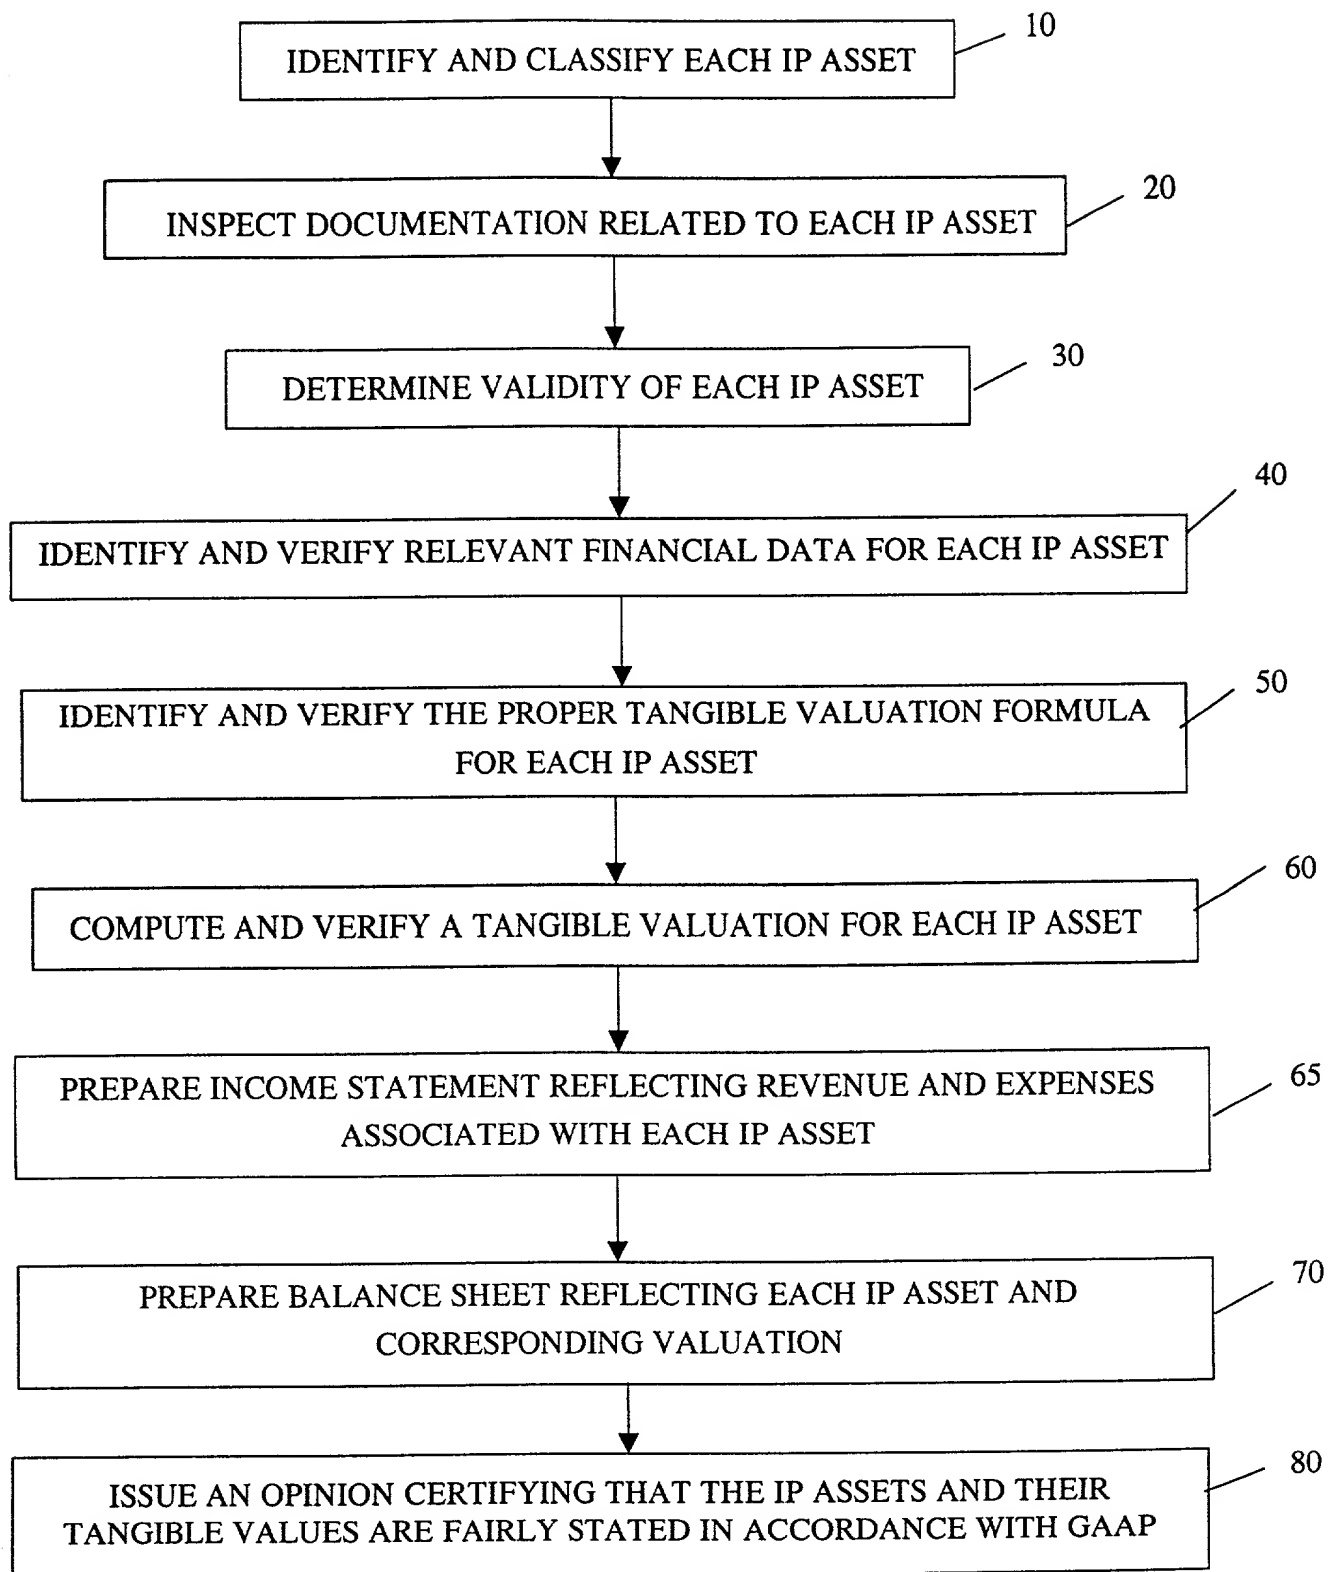 10
IDENTIFY AND CLASSIFY EACH IP ASSET
20
INSPECT DOCUMENTATION RELATED TO EACH IP ASSET
30
DETERMINE VALIDITY OF EACH IP ASSET
40
IDENTIFY AND VERIFY RELEVANT FINANCIAL DATA FOR EACH IP ASSET
50
IDENTIFY AND VERIFY THE PROPER TANGIBLE VALUATION FORMULA
FOR EACH IP ASSET
60
COMPUTE AND VERIFY A TANGIBLE VALUATION FOR EACH IP ASSET
65
PREPARE INCOME STATEMENT REFLECTING REVENUE AND EXPENSES
ASSOCIATED WITH EACH IP ASSET
70
PREPARE BALANCE SHEET REFLECTING EACH IP ASSET AND
CORRESPONDING VALUATION
80
ISSUE AN OPINION CERTIFYING THAT THE IP ASSETS AND THEIR
TANGIBLE VALUES ARE FAIRLY STATED IN ACCORDANCE WITH GAAP